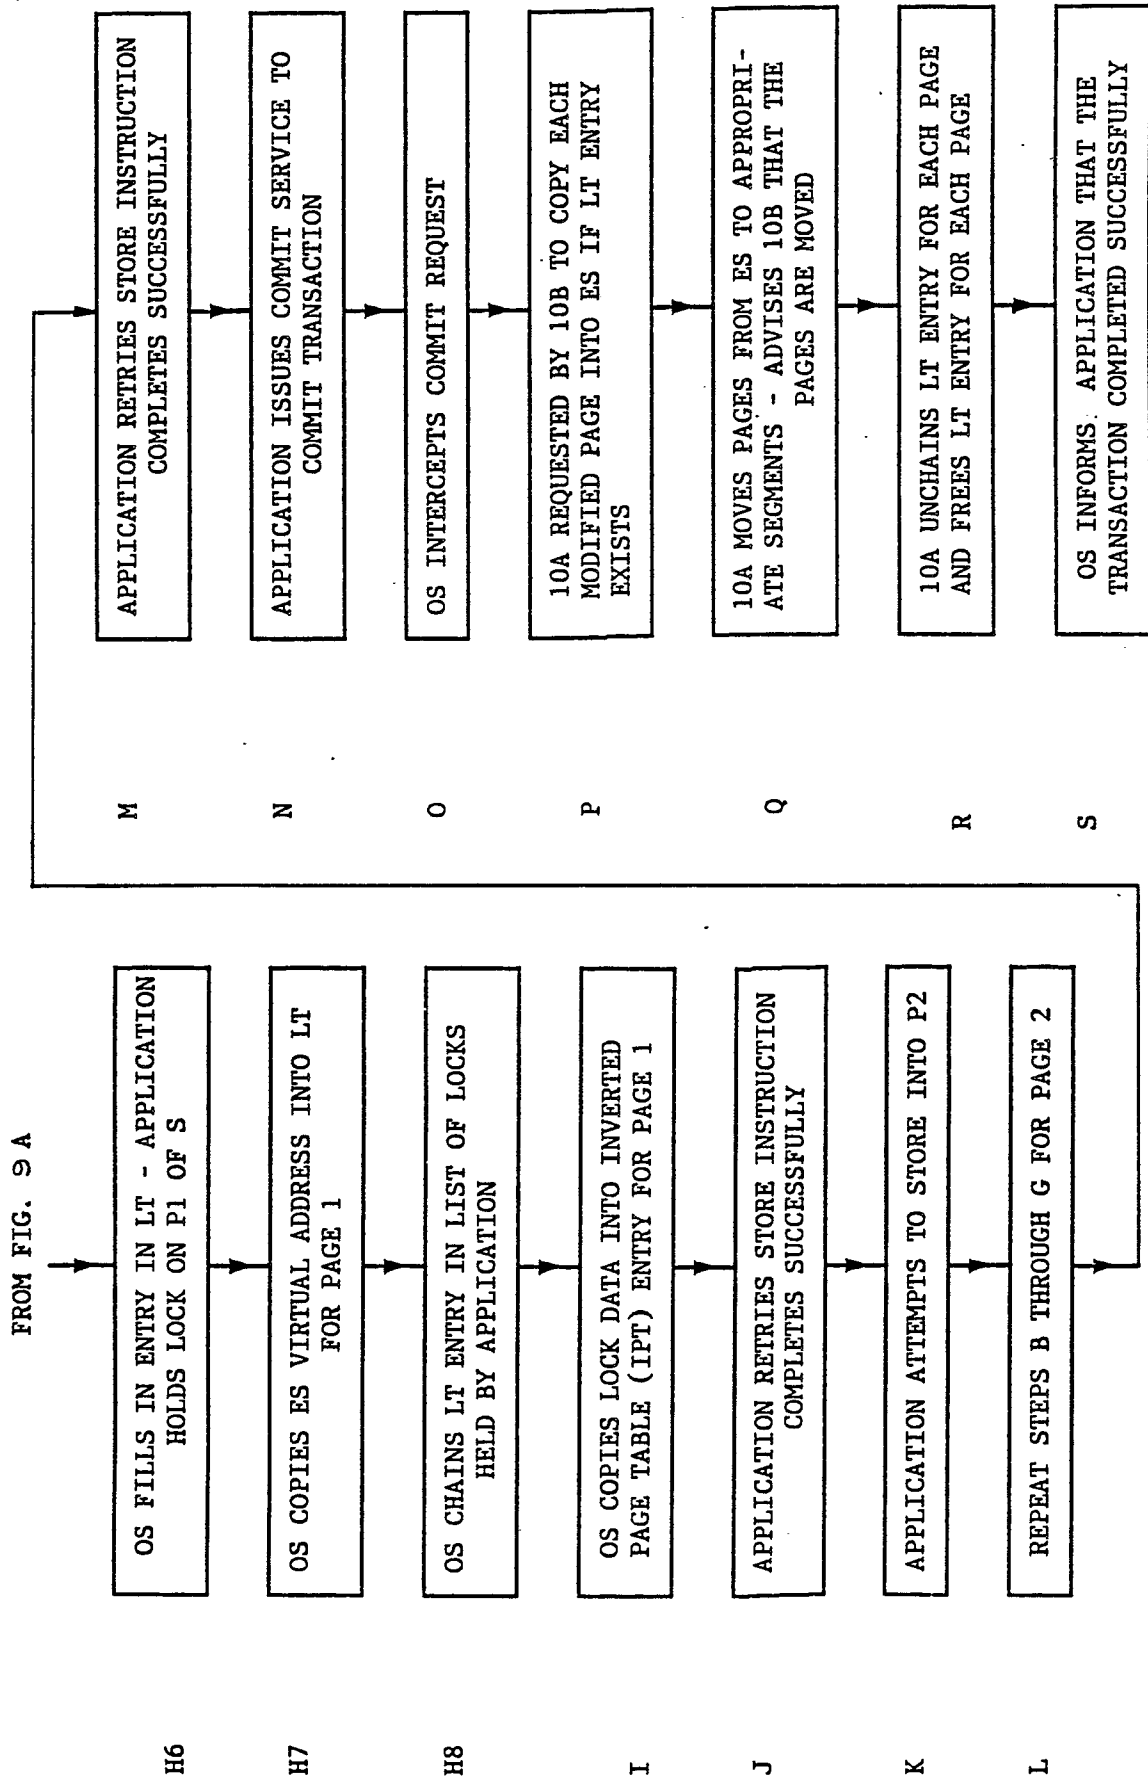 FROM FIG. 9A
H6
OS FILLS IN ENTRY IN LT - APPLICATION
HOLDS LOCK ON P1 OF S
H7
OS COPIES ES VIRTUAL ADDRESS INTO LT
FOR PAGE 1
H8
OS CHAINS LT ENTRY IN LIST OF LOCKS
HELD BY APPLICATION
I
OS COPIES LOCK DATA INTO INVERTED
PAGE TABLE (IPT) ENTRY FOR PAGE 1
J
APPLICATION RETRIES STORE INSTRUCTION
COMPLETES SUCCESSFULLY
K
APPLICATION ATTEMPTS TO STORE INTO P2
L
REPEAT STEPS B THROUGH G FOR PAGE 2
M
APPLICATION RETRIES STORE INSTRUCTION
COMPLETES SUCCESSFULLY
N
APPLICATION ISSUES COMMIT SERVICE TO
COMMIT TRANSACTION
O
OS INTERCEPTS COMMIT REQUEST
P
10A REQUESTED BY 10B TO COPY EACH
MODIFIED PAGE INTO ES IF LT ENTRY
EXISTS
Q
10A MOVES PAGES FROM ES TO APPROPRI-
ATE SEGMENTS - ADVISES 10B THAT THE
PAGES ARE MOVED
R
10A UNCHAINS LT ENTRY FOR EACH PAGE
AND FREES LT ENTRY FOR EACH PAGE
S
OS INFORMS APPLICATION THAT THE
TRANSACTION COMPLETED SUCCESSFULLY